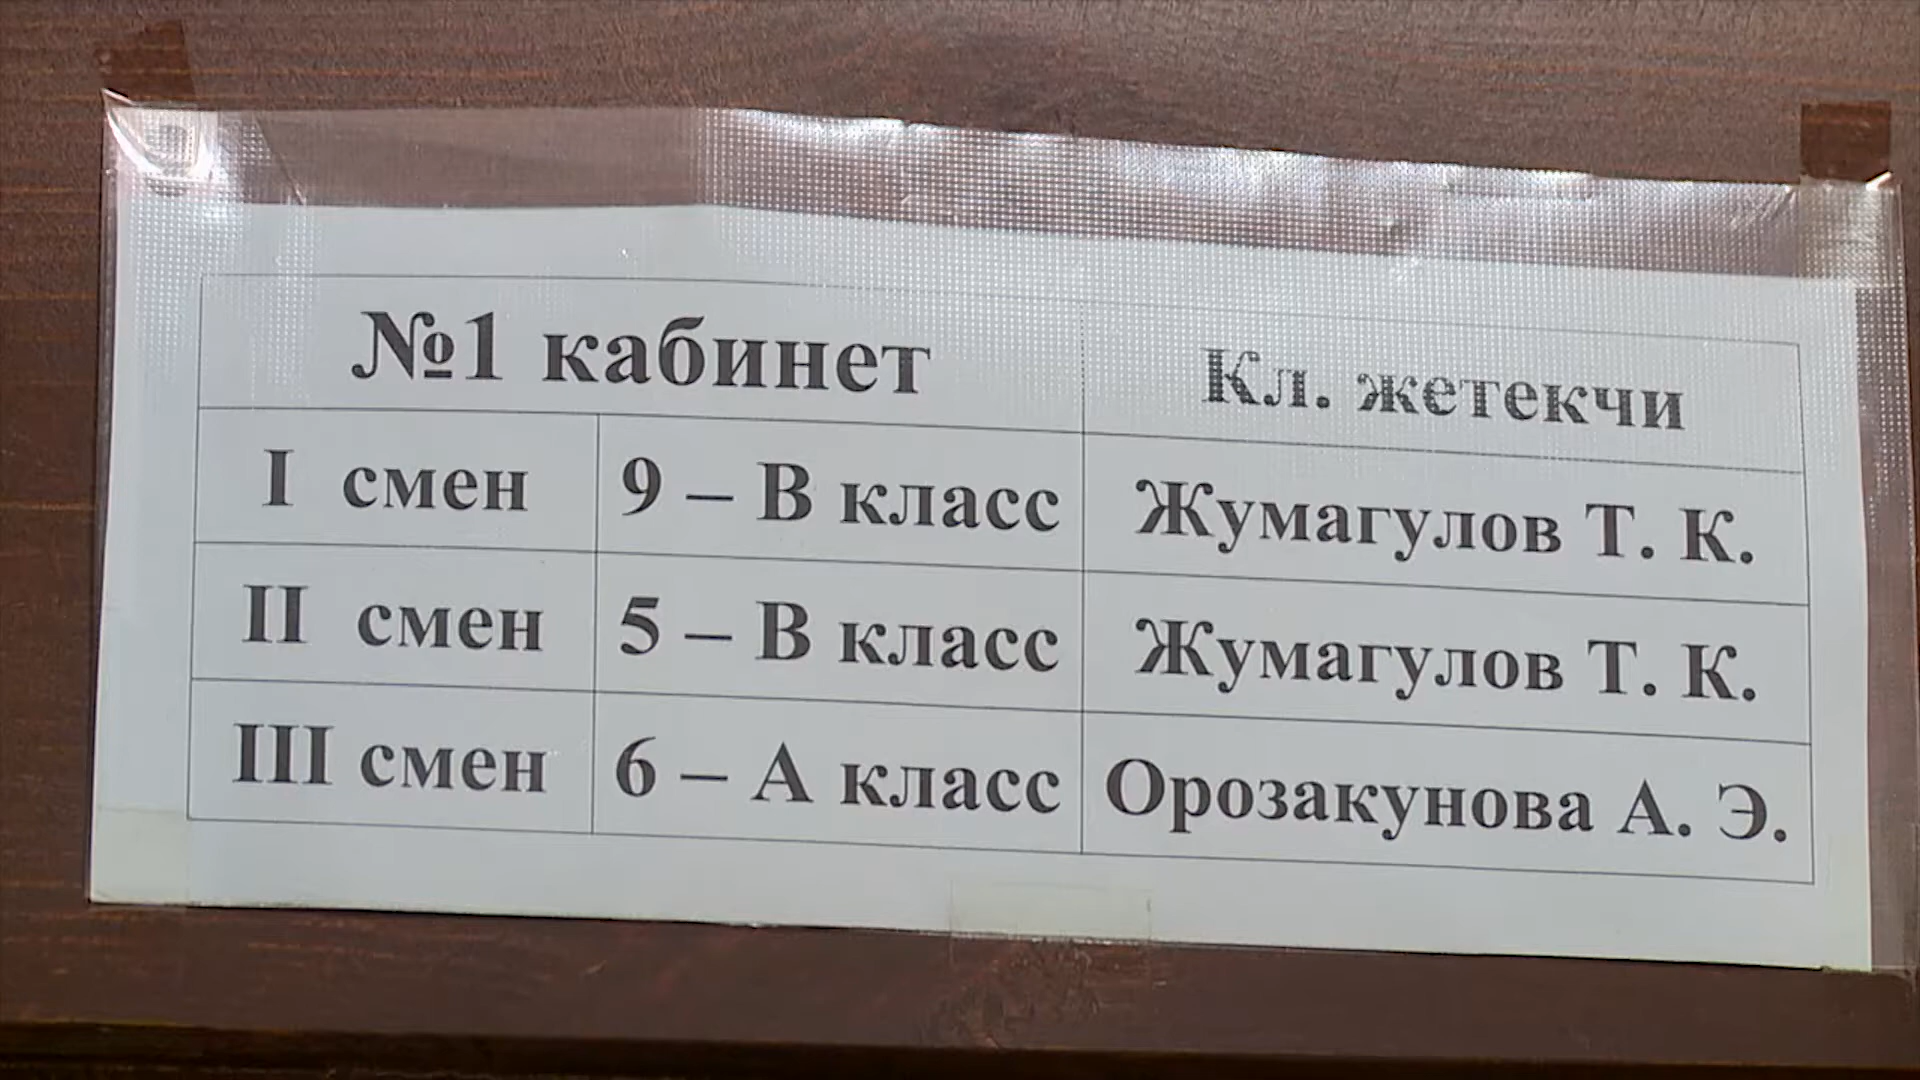 №1 кабинет Кл. жетекчи
I смен 9 – В класс Жумагулов Т. К.
II смен 5 – В класс Жумагулов Т. К.
III смен 6 – А класс Орозакунова А. Э.